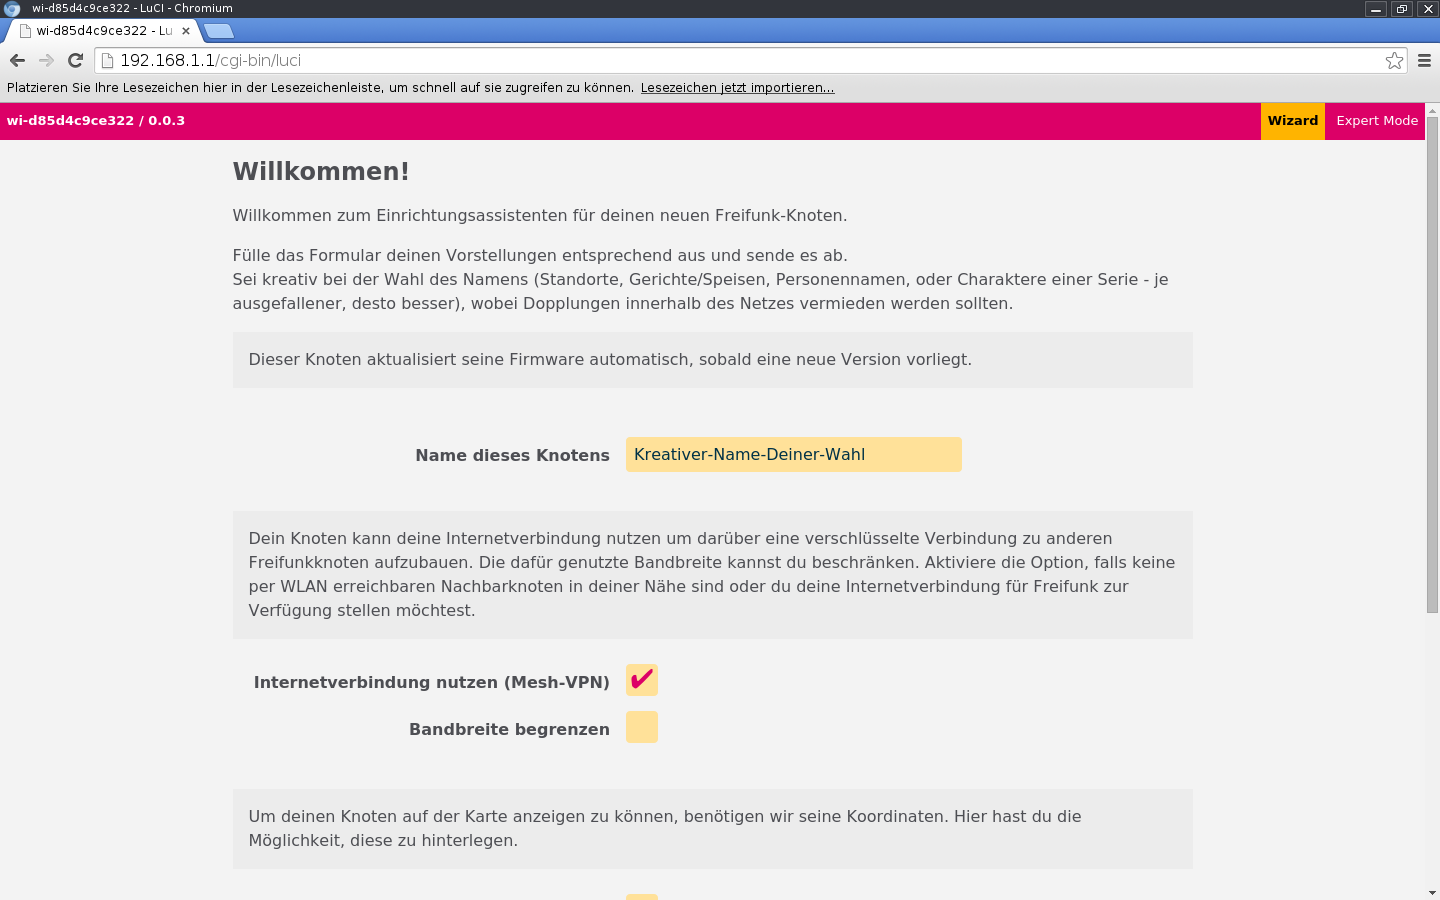 wi-d85d4c9ce322 - LuCI - Chromium
wi-d85d4c9ce322 - Lu
192.168.1.1/cgi-bin/luci
Platzieren Sie Ihre Lesezeichen hier in der Lesezeichenleiste, um schnell auf sie zugreifen zu können. Lesezeichen jetzt importieren...
wi-d85d4c9ce322 / 0.0.3
Wizard
Expert Mode
Willkommen!
Willkommen zum Einrichtungsassistenten für deinen neuen Freifunk-Knoten.
Fülle das Formular deinen Vorstellungen entsprechend aus und sende es ab.
Sei kreativ bei der Wahl des Namens (Standorte, Gerichte/Speisen, Personennamen, oder Charaktere einer Serie - je
ausgefallener, desto besser), wobei Dopplungen innerhalb des Netzes vermieden werden sollten.
Dieser Knoten aktualisiert seine Firmware automatisch, sobald eine neue Version vorliegt.
Name dieses Knotens
Kreativer-Name-Deiner-Wahl
Dein Knoten kann deine Internetverbindung nutzen um darüber eine verschlüsselte Verbindung zu anderen
Freifunkknoten aufzubauen. Die dafür genutzte Bandbreite kannst du beschränken. Aktiviere die Option, falls keine
per WLAN erreichbaren Nachbarknoten in deiner Nähe sind oder du deine Internetverbindung für Freifunk zur
Verfügung stellen möchtest.
Internetverbindung nutzen (Mesh-VPN)
Bandbreite begrenzen
Um deinen Knoten auf der Karte anzeigen zu können, benötigen wir seine Koordinaten. Hier hast du die
Möglichkeit, diese zu hinterlegen.